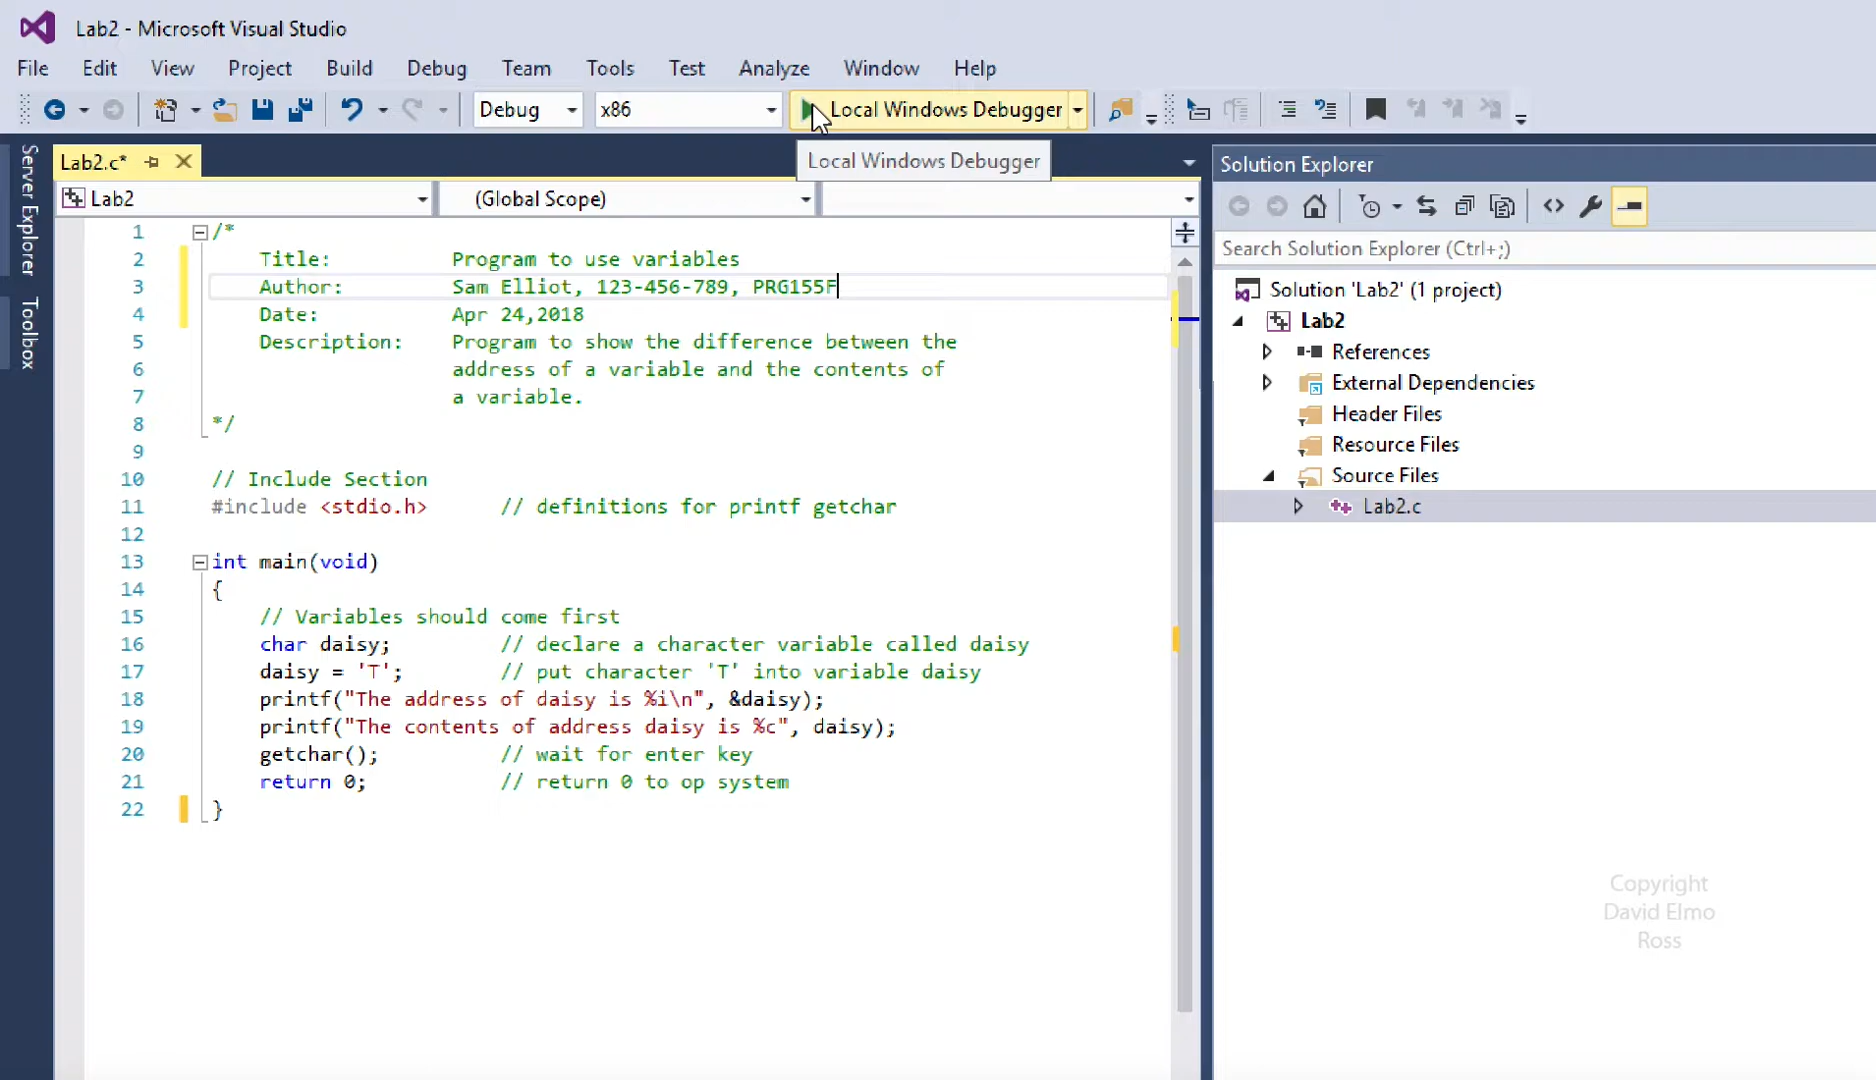 Lab2 - Microsoft Visual Studio
File Edit View Project Build Debug Team Tools Test Analyze Window Help
Debug x86 Local Windows Debugger
Local Windows Debugger
Server Explorer
Toolbox
Lab2.c*
Lab2 (Global Scope)
1 /*
2 Title: Program to use variables
3 Author: Sam Elliot, 123-456-789, PRG155F
4 Date: Apr 24,2018
5 Description: Program to show the difference between the
6 address of a variable and the contents of
7 a variable.
8 */
9
10 // Include Section
11 #include <stdio.h> // definitions for printf getchar
12
13 int main(void)
14 {
15 // Variables should come first
16 char daisy; // declare a character variable called daisy
17 daisy = 'T'; // put character 'T' into variable daisy
18 printf("The address of daisy is %i\n", &daisy);
19 printf("The contents of address daisy is %c", daisy);
20 getchar(); // wait for enter key
21 return 0; // return 0 to op system
22 }
Solution Explorer
Search Solution Explorer (Ctrl+;)
Solution 'Lab2' (1 project)
Lab2
References
External Dependencies
Header Files
Resource Files
Source Files
Lab2.c
Copyright
David Elmo
Ross